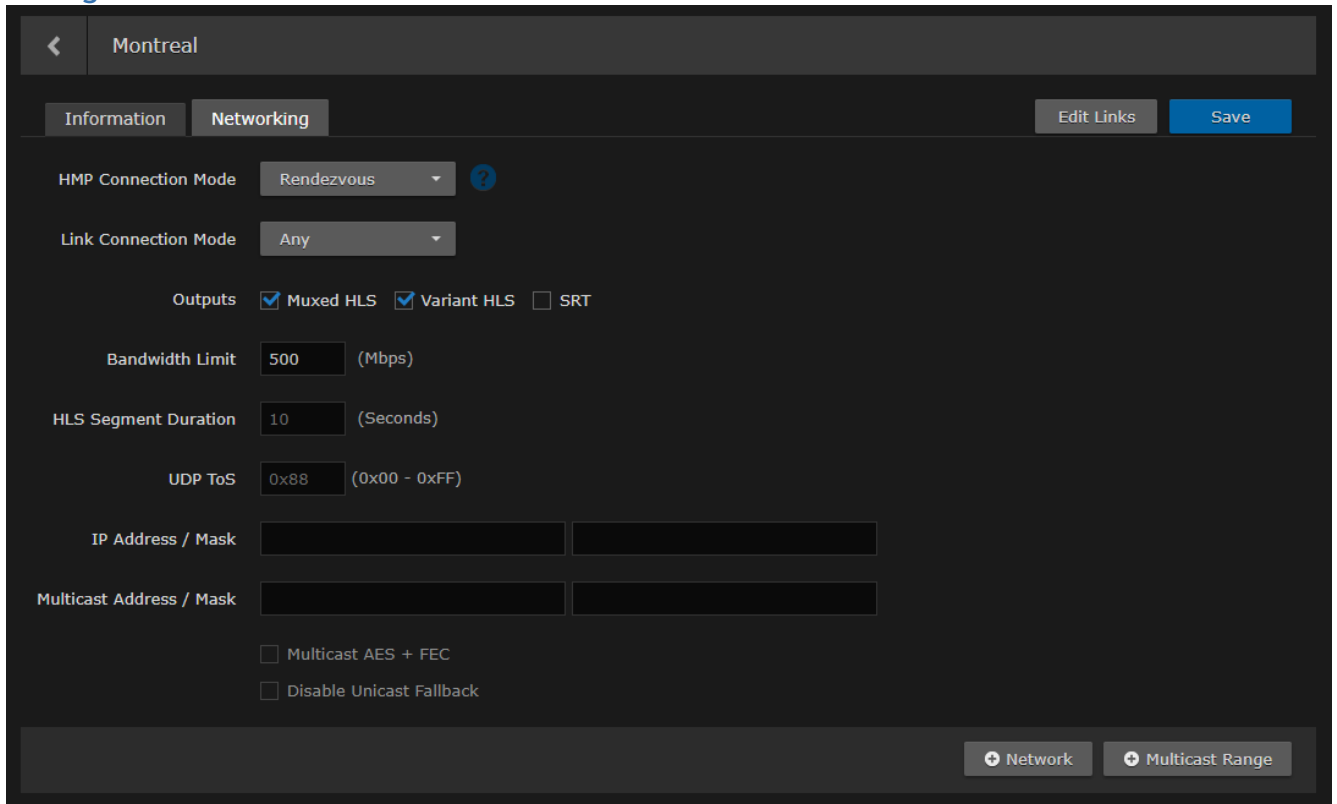 Montreal
Information Networking Edit Links Save
HMP Connection Mode Rendezvous ?
Link Connection Mode Any
Outputs Muxed HLS Variant HLS SRT
Bandwidth Limit 500 (Mbps)
HLS Segment Duration 10 (Seconds)
UDP ToS 0x88 (0x00 - 0xFF)
IP Address / Mask
Multicast Address / Mask
Multicast AES + FEC
Disable Unicast Fallback
Network Multicast Range